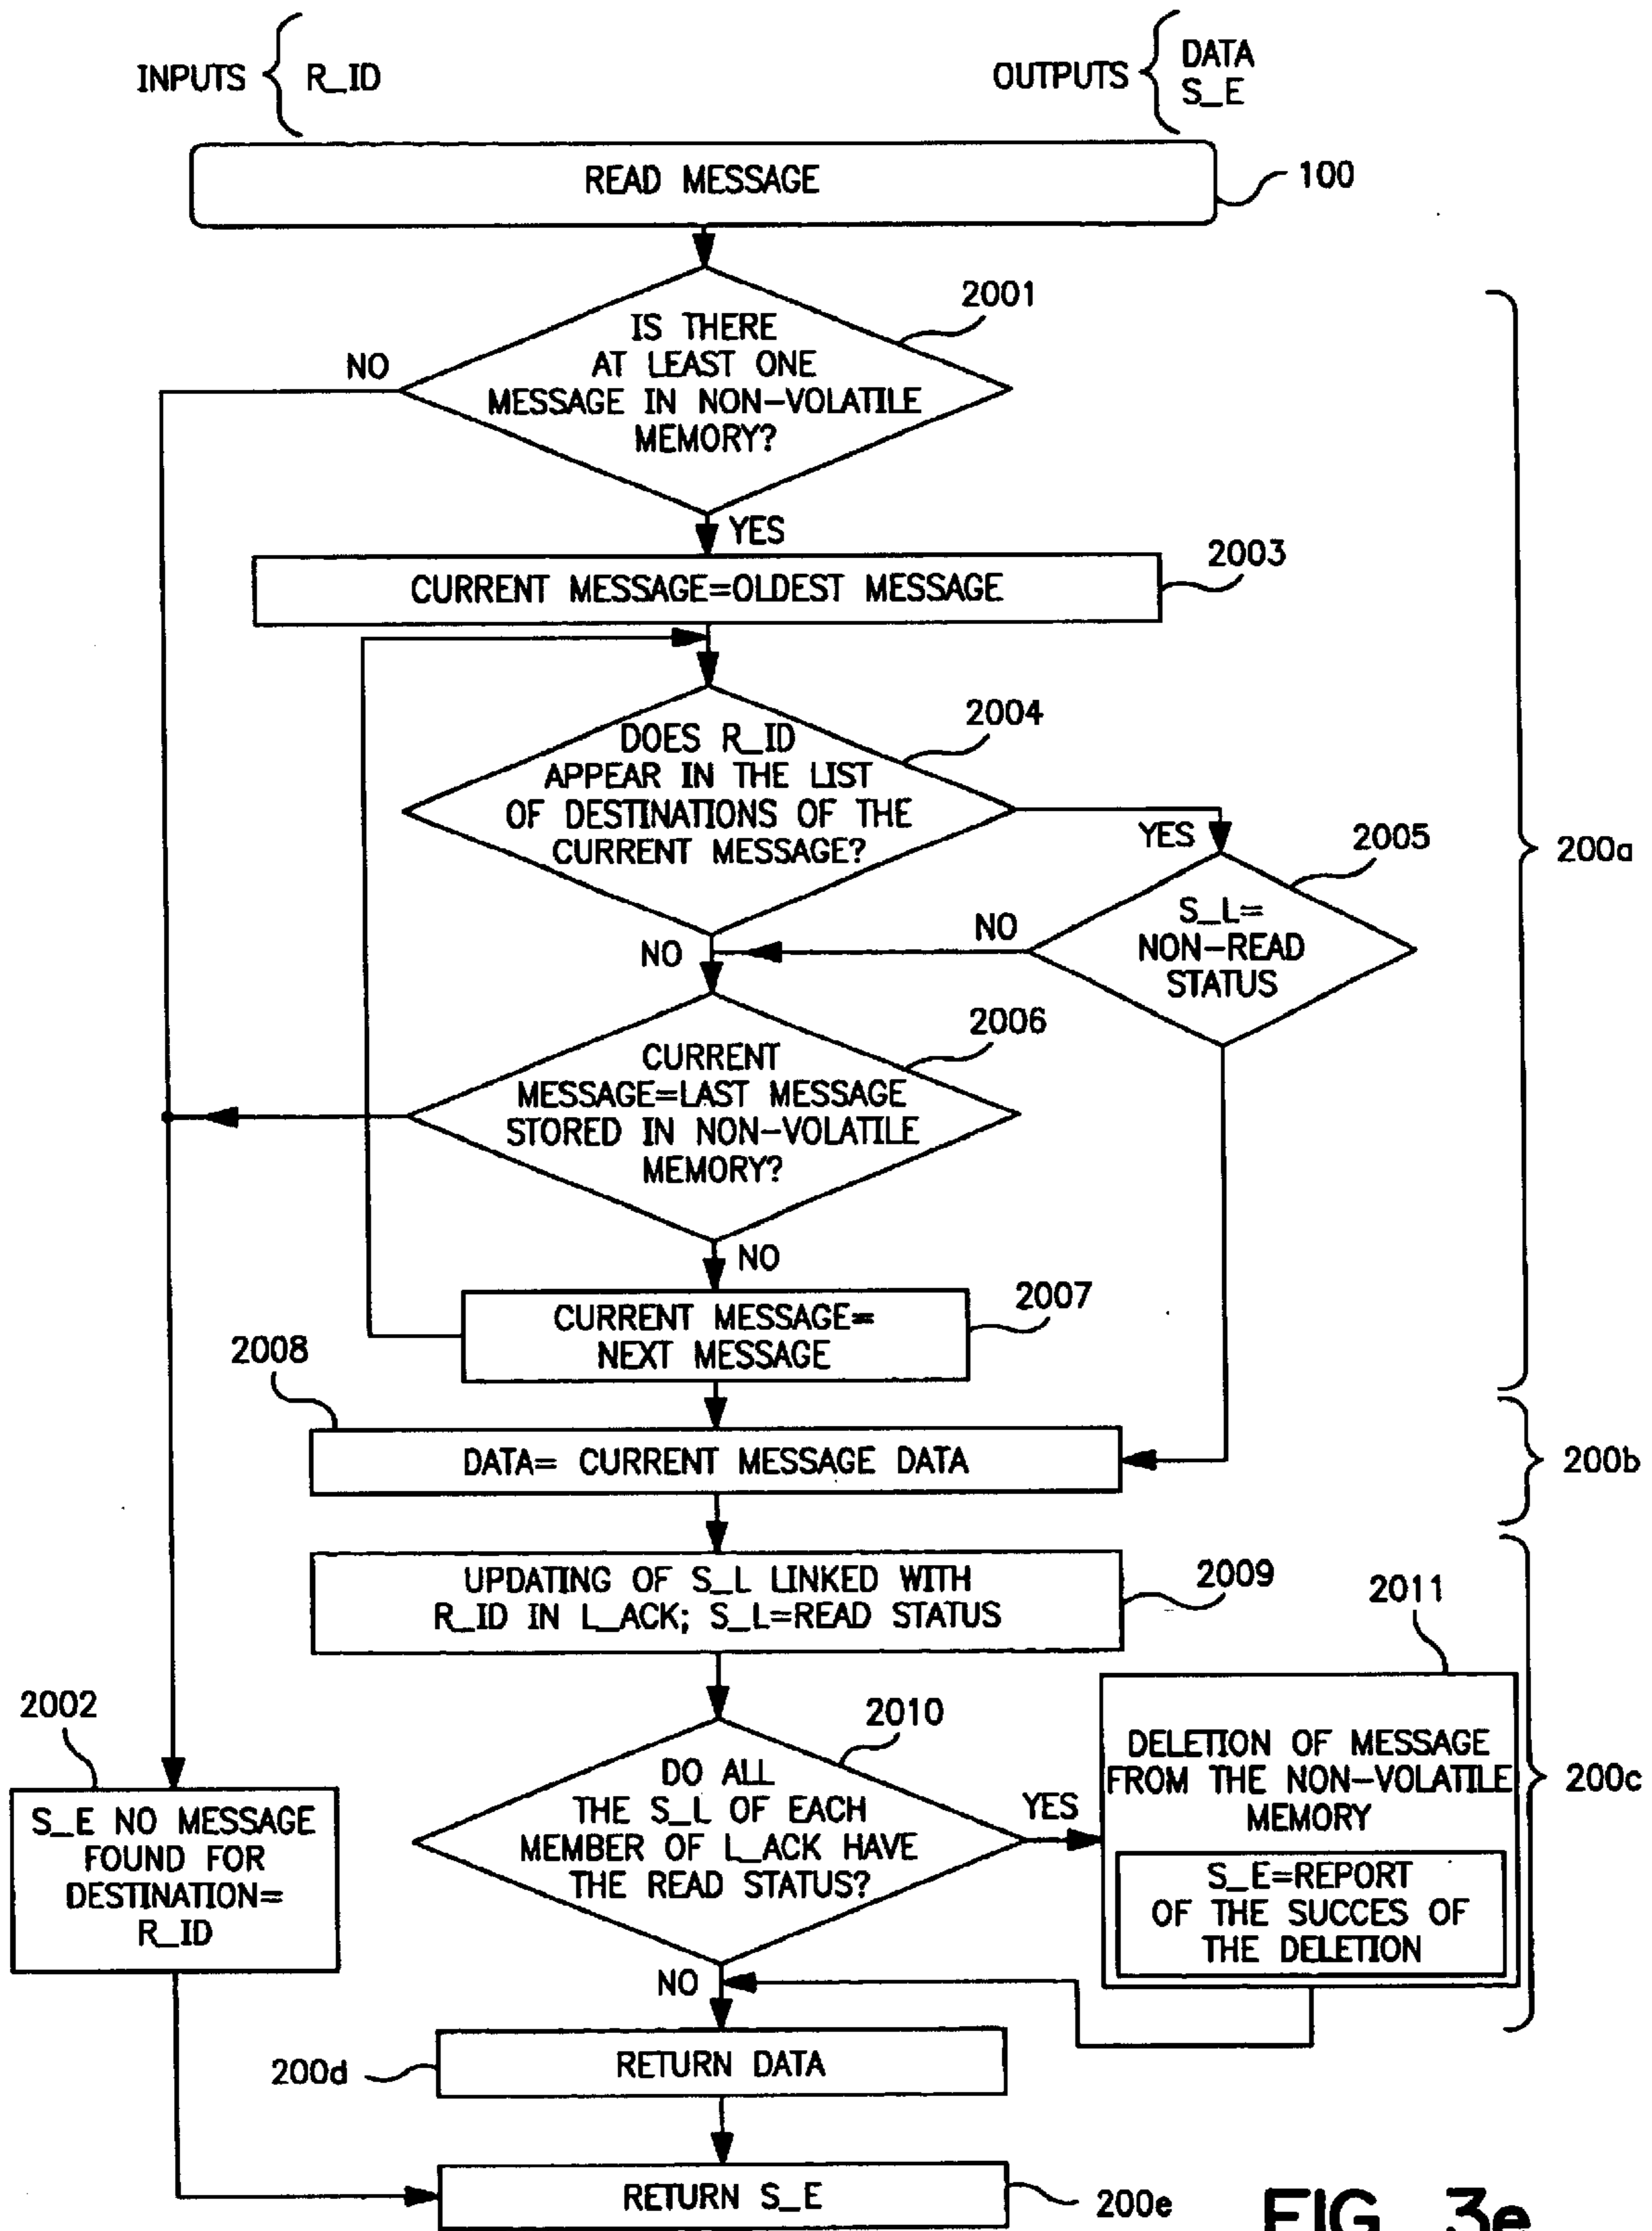 INPUTS
R_ID
OUTPUTS
DATA
S_E
READ MESSAGE
100
2001
IS THERE
AT LEAST ONE
MESSAGE IN NON-VOLATILE
MEMORY?
NO
YES
2003
CURRENT MESSAGE=OLDEST MESSAGE
2004
DOES R_ID
APPEAR IN THE LIST
OF DESTINATIONS OF THE
CURRENT MESSAGE?
YES
2005
200a
S_L=
NON-READ
STATUS
NO
NO
2006
CURRENT
MESSAGE=LAST MESSAGE
STORED IN NON-VOLATILE
MEMORY?
NO
2007
CURRENT MESSAGE=
NEXT MESSAGE
2008
DATA= CURRENT MESSAGE DATA
200b
UPDATING OF S_L LINKED WITH
R_ID IN L_ACK; S_L=READ STATUS
2009
2011
2002
2010
DO ALL
THE S_L OF EACH
MEMBER OF L_ACK HAVE
THE READ STATUS?
YES
DELETION OF MESSAGE
FROM THE NON-VOLATILE
MEMORY
200c
S_E=REPORT
OF THE SUCCES OF
THE DELETION
S_E NO MESSAGE
FOUND FOR
DESTINATION=
R_ID
NO
RETURN DATA
200d
RETURN S_E
200e
FIG. 3e